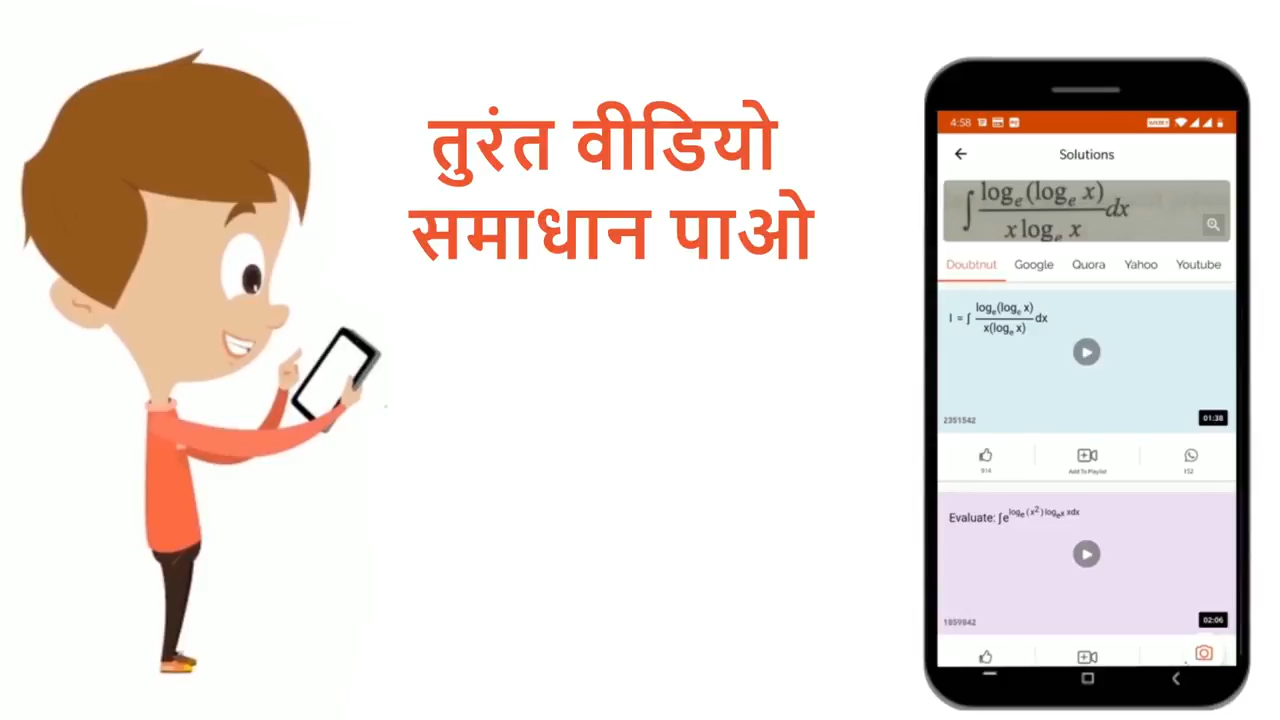 तुरंत वीडियो
समाधान पाओ
4:58
Solutions
∫ logₑ(logₑ x) / x logₑ x dx
Doubtnut Google Quora Yahoo Youtube
I = ∫ logₑ(logₑ x) / x(logₑ x) dx
2351542 01:38
914 Add To Playlist 152
Evaluate: ∫e^logₑ(x²)logₑx xdx
1859842 02:06